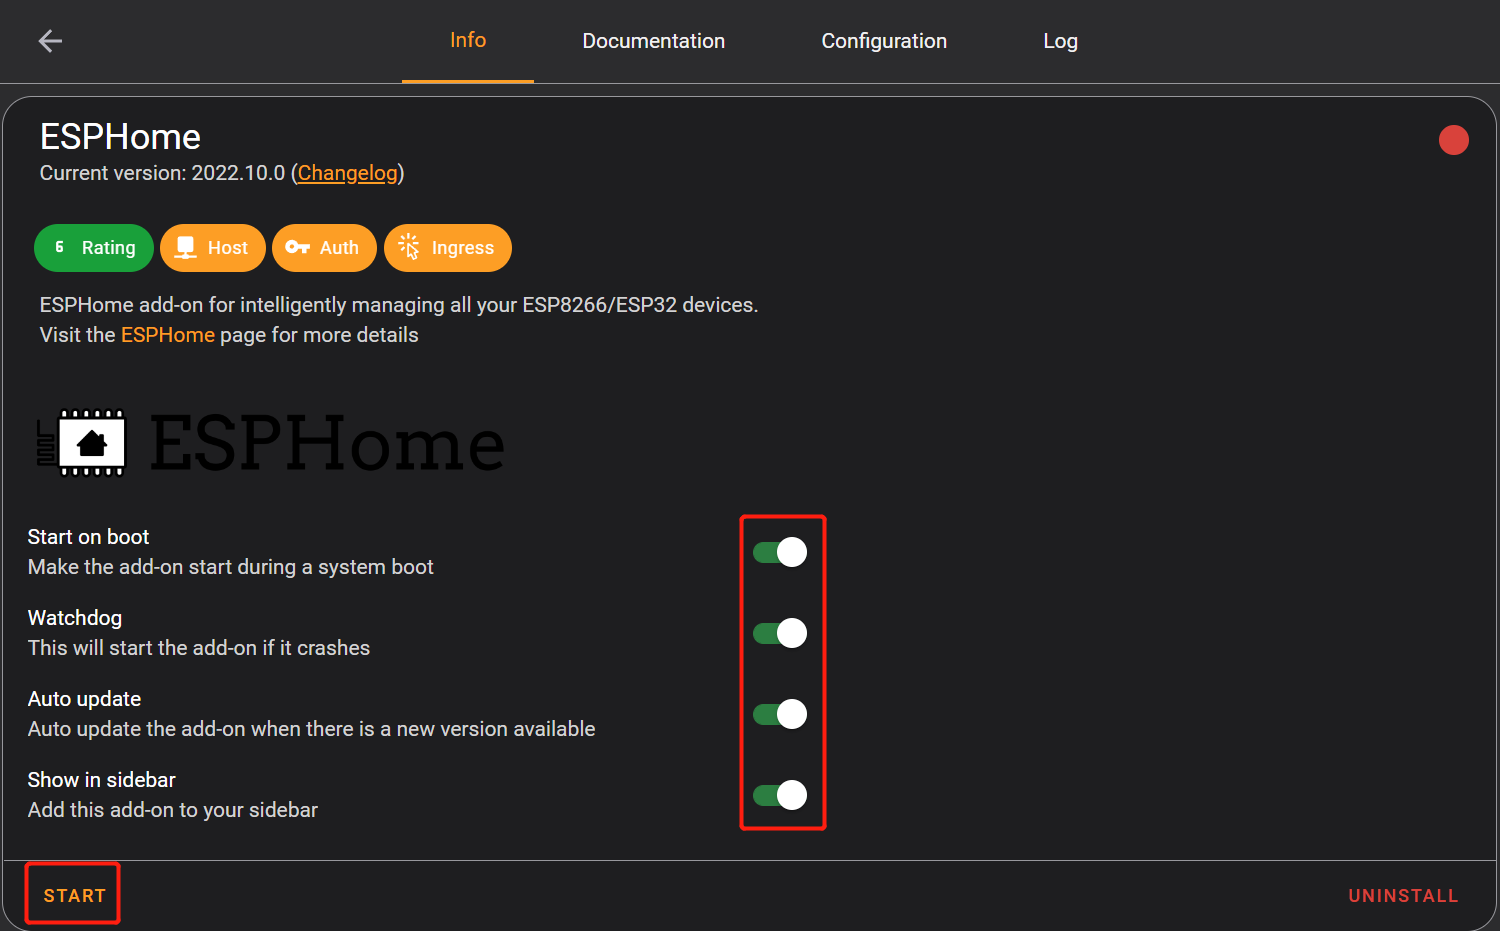 Info Documentation Configuration Log
ESPHome
Current version: 2022.10.0 (Changelog)
6 Rating Host Auth Ingress
ESPHome add-on for intelligently managing all your ESP8266/ESP32 devices.
Visit the ESPHome page for more details
ESPHome
Start on boot
Make the add-on start during a system boot
Watchdog
This will start the add-on if it crashes
Auto update
Auto update the add-on when there is a new version available
Show in sidebar
Add this add-on to your sidebar
START UNINSTALL